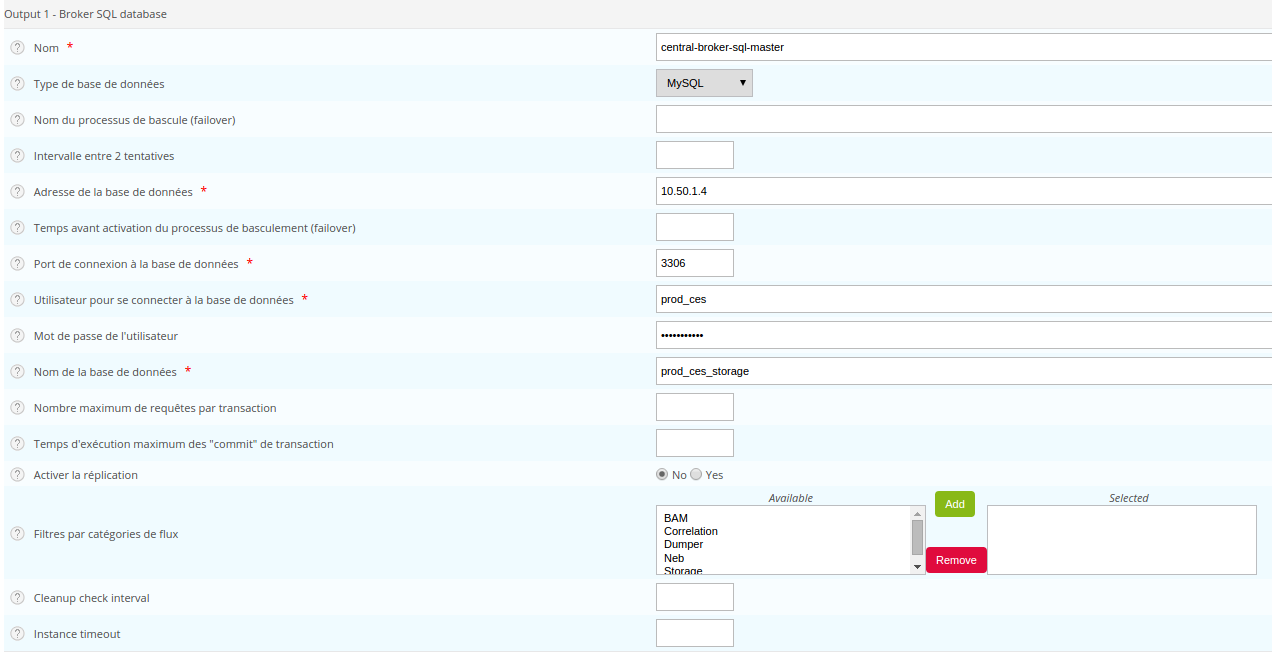 Output 1 - Broker SQL database
? Nom * central-broker-sql-master
? Type de base de données MySQL
? Nom du processus de bascule (failover)
? Intervalle entre 2 tentatives
? Adresse de la base de données * 10.50.1.4
? Temps avant activation du processus de basculement (failover)
? Port de connexion à la base de données * 3306
? Utilisateur pour se connecter à la base de données * prod_ces
? Mot de passe de l'utilisateur •••••••••••
? Nom de la base de données * prod_ces_storage
? Nombre maximum de requêtes par transaction
? Temps d'exécution maximum des "commit" de transaction
? Activer la réplication No Yes
Available Add Selected
BAM
Correlation
? Filtres par catégories de flux
Dumper
Neb
Storage
Remove
? Cleanup check interval
? Instance timeout